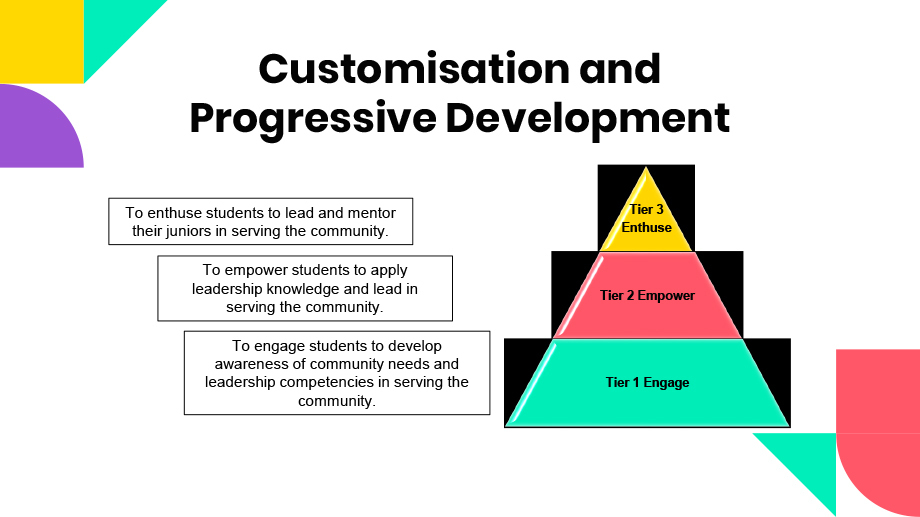 Customisation and
Progressive Development
To enthuse students to lead and mentor
their juniors in serving the community.
To empower students to apply
leadership knowledge and lead in
serving the community.
To engage students to develop
awareness of community needs and
leadership competencies in serving the
community.
Tier 3
Enthuse
Tier 2 Empower
Tier 1 Engage